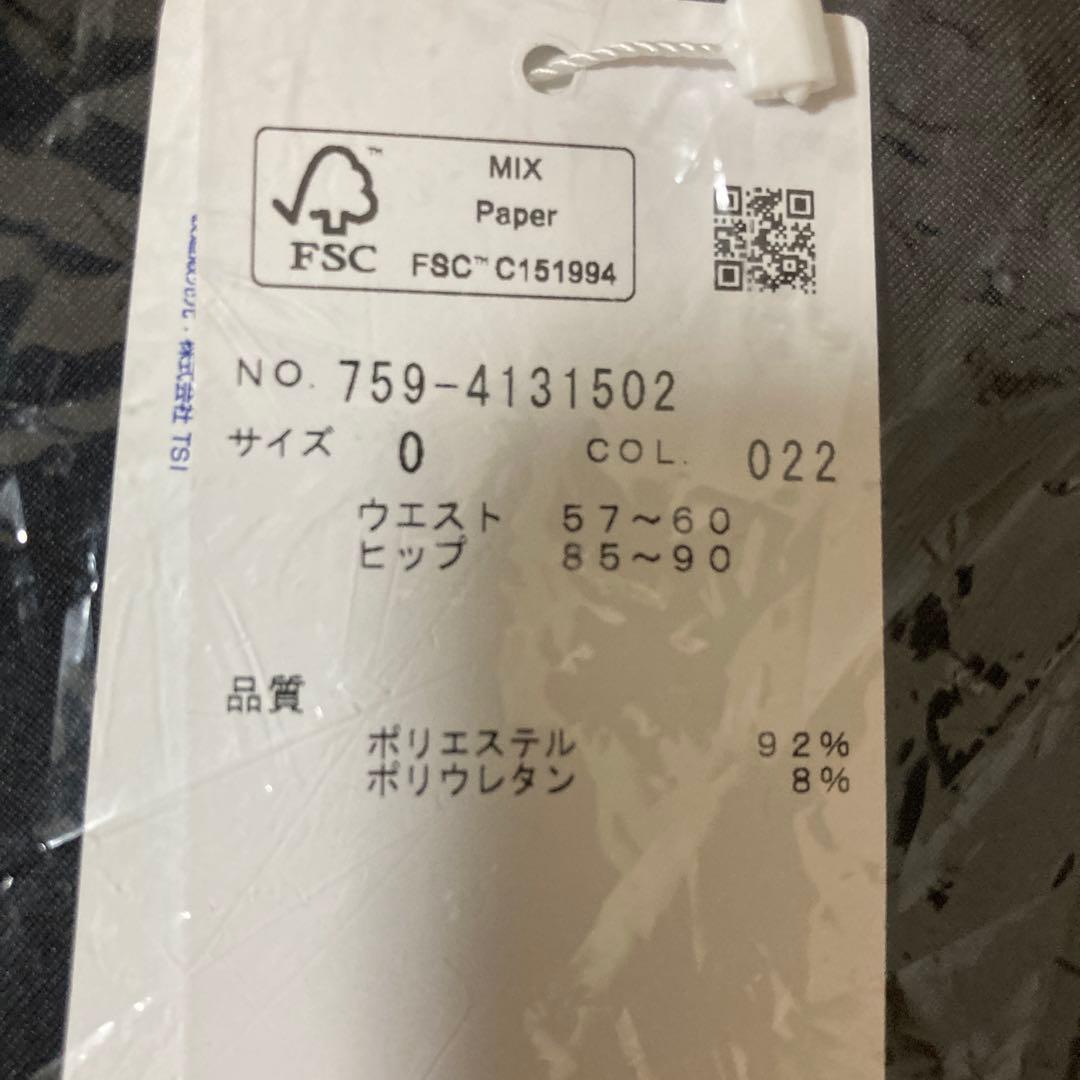 MIX
Paper
FSC™ C151994
™
FSC
NO. 759-4131502
サイズ 0 COL. 022
ウエスト 57~60
ヒップ 85~90
品質
ポリエステル 92%
ポリウレタン 8%
株式会社 TSI